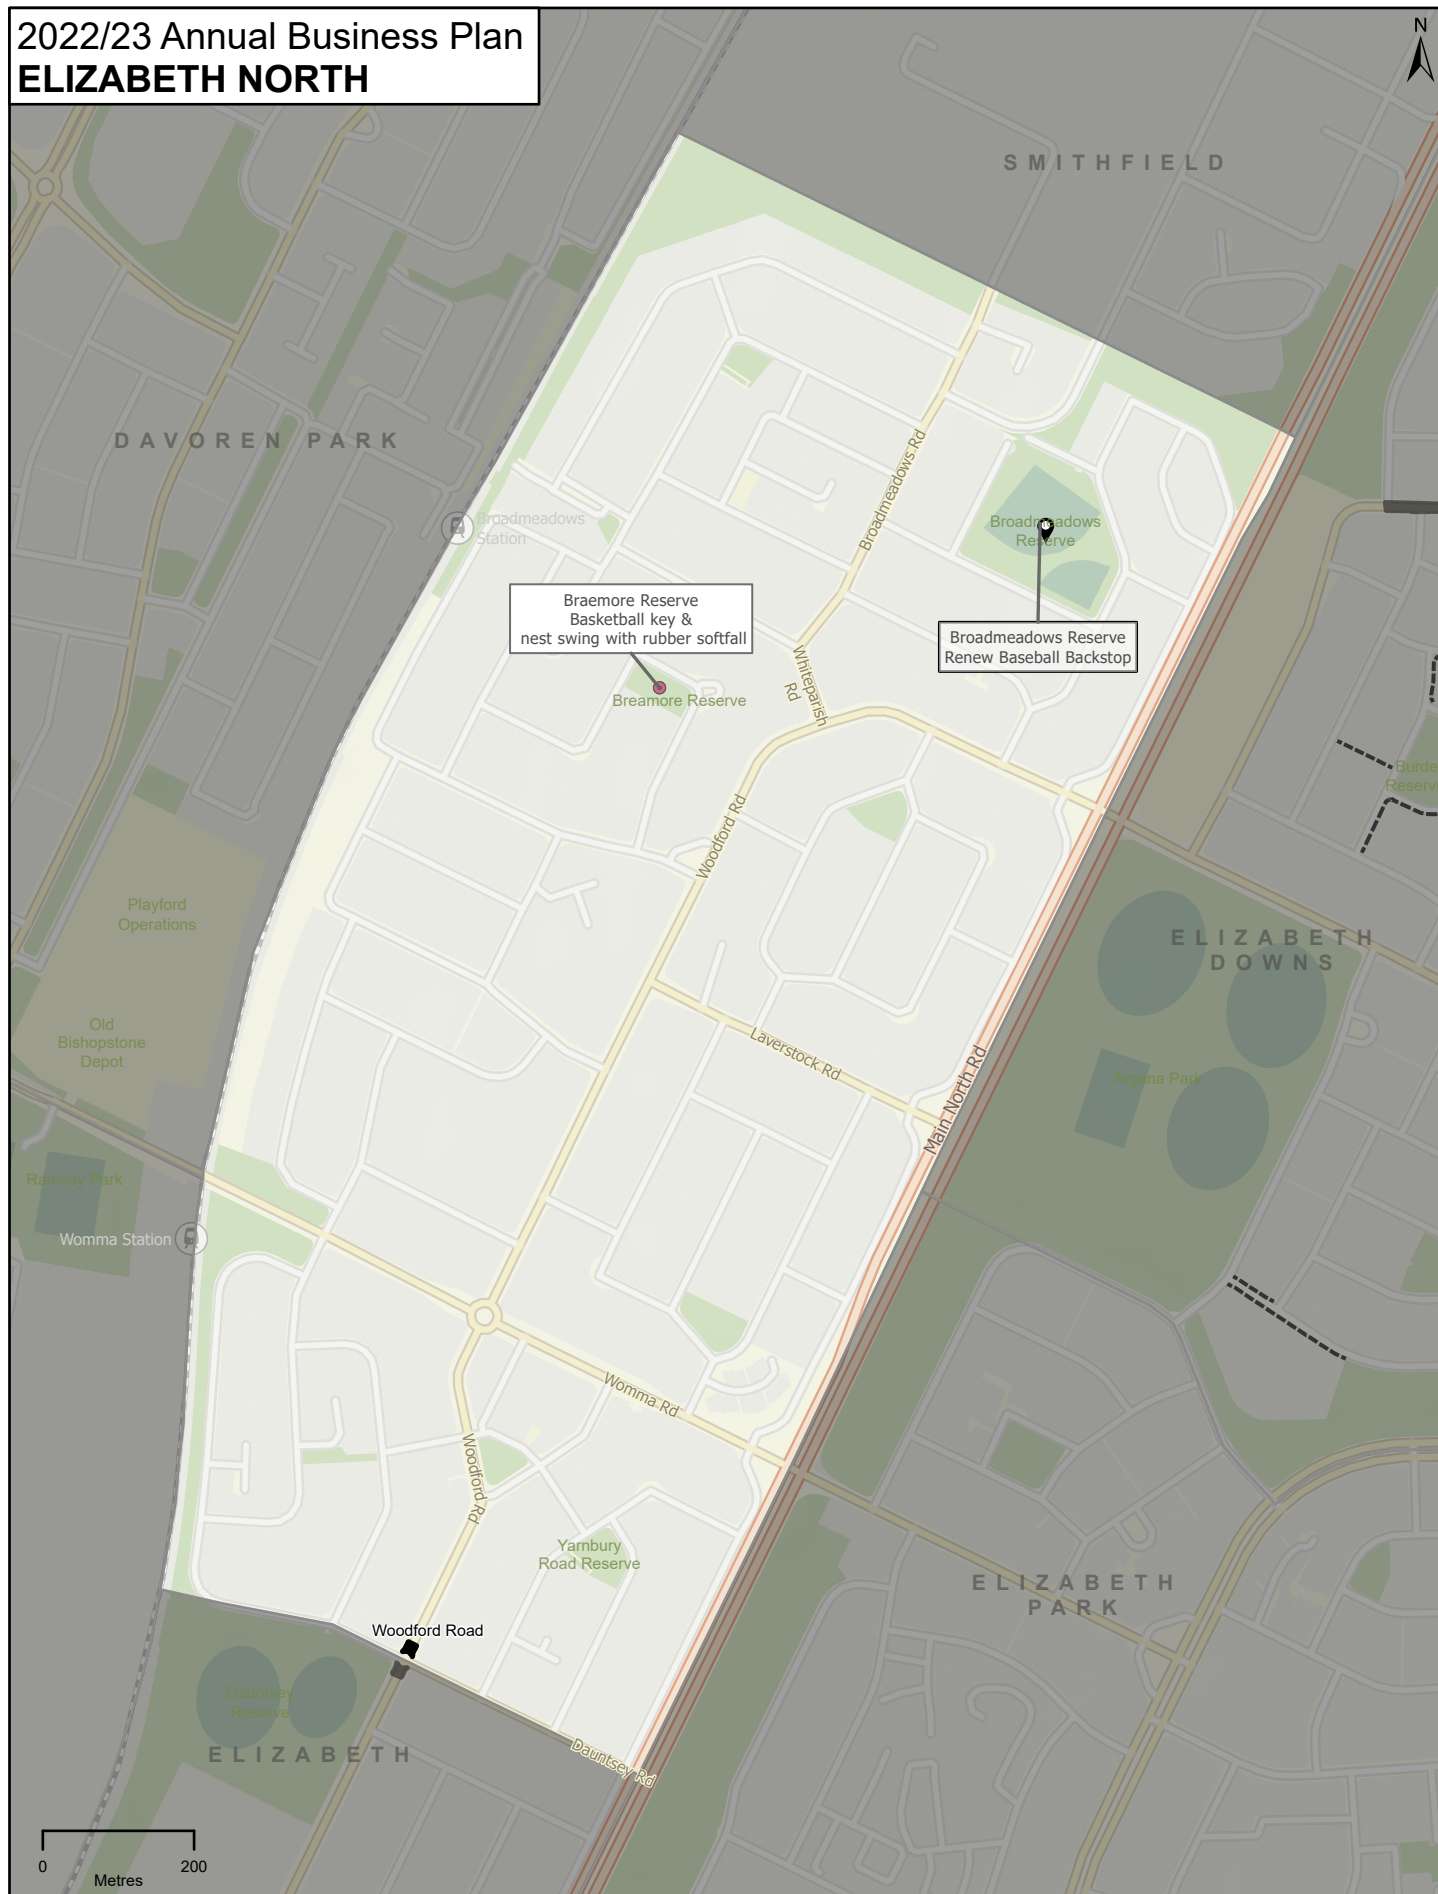 2022/23 Annual Business Plan
ELIZABETH NORTH
N
SMITHFIELD
DAVOREN PARK
Broadmeadows
Station
Broadmeadows Rd
Broadmeadows
Reserve
Braemore Reserve
Basketball key &
nest swing with rubber softfall
Broadmeadows Reserve
Renew Baseball Backstop
Whiteparish
Rd
Breamore Reserve
Burde
Reserve
Woodford Rd
Playford
Operations
ELIZABETH
DOWNS
Old
Bishopstone
Depot
Laverstock Rd
Main North Rd
Argana Park
Ramsay Park
Womma Station
Womma Rd
Woodford Rd
Yarnbury
Road Reserve
ELIZABETH
PARK
Woodford Road
Dauntsey
Reserve
ELIZABETH
Dauntsey Rd
0 200
Metres